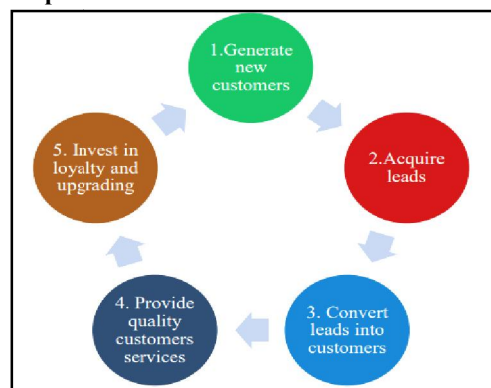 1.Generate
new
customers
2.Acquire
leads
3. Convert
leads into
customers
4. Provide
quality
customers
services
5. Invest in
loyalty and
upgrading